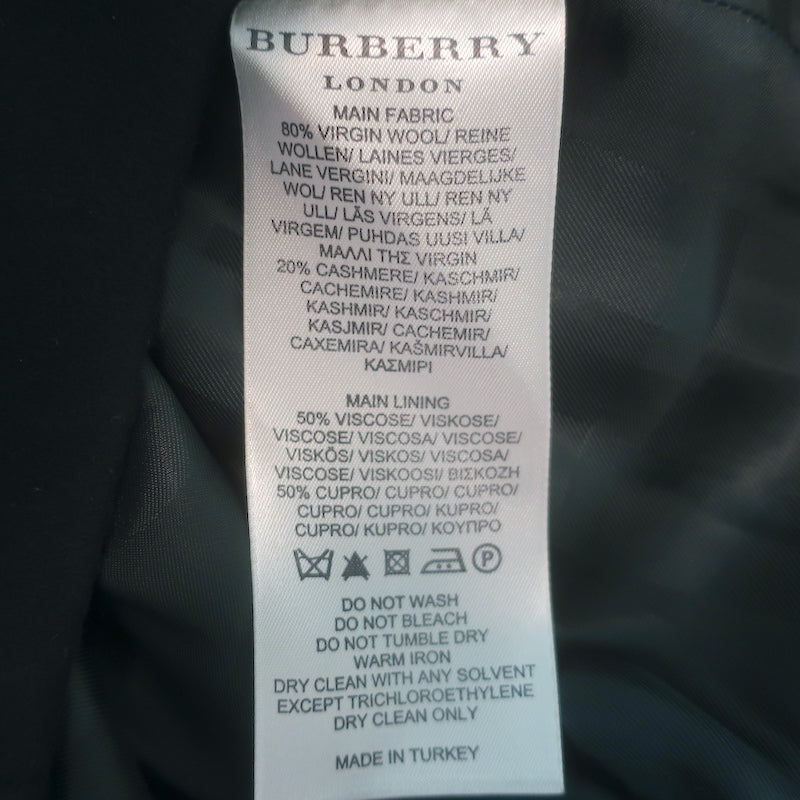 BURBERRY
LONDON
MAIN FABRIC
80% VIRGIN WOOL/ REINE
WOLLEN/ LAINES VIERGES/
LANE VERGINI/ MAAGDELIJKE
WOL/ REN NY ULL/ REN NY
ULL/ LÃS VIRGENS/ LÃ
VIRGEM/ PUHDAS UUSI VILLA/
ΜΑΛΛΙ ΤΗΣ VIRGIN
20% CASHMERE/ KASCHMIR/
CACHEMIRE/ KASHMIR/
KASHMIR/ KASCHMIR/
KASJMIR/ CACHEMIR/
CAXEMIRA/ KAŠMIRVILLA/
ΚΑΣΜΙΡΙ
MAIN LINING
50% VISCOSE/ VISKOSE/
VISCOSE/ VISCOSA/ VISCOSE/
VISKÖS/ VISKOS/ VISCOSA/
VISCOSE/ VISKOOSI/ ΒΙΣΚΟΖΗ
50% CUPRO/ CUPRO/ CUPRO/
CUPRO/ CUPRO/ KUPRO/
CUPRO/ KUPRO/ ΚΟΥΠΡΟ
P
DO NOT WASH
DO NOT BLEACH
DO NOT TUMBLE DRY
WARM IRON
DRY CLEAN WITH ANY SOLVENT
EXCEPT TRICHLOROETHYLENE
DRY CLEAN ONLY
MADE IN TURKEY